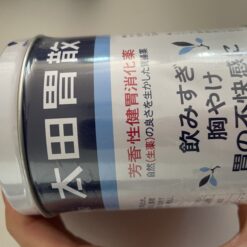 太田胃散
芳香性健胃消化薬
自然(生薬)の良さを生かした胃腸薬
飲みすぎ
胸やけ
胃の不快感に